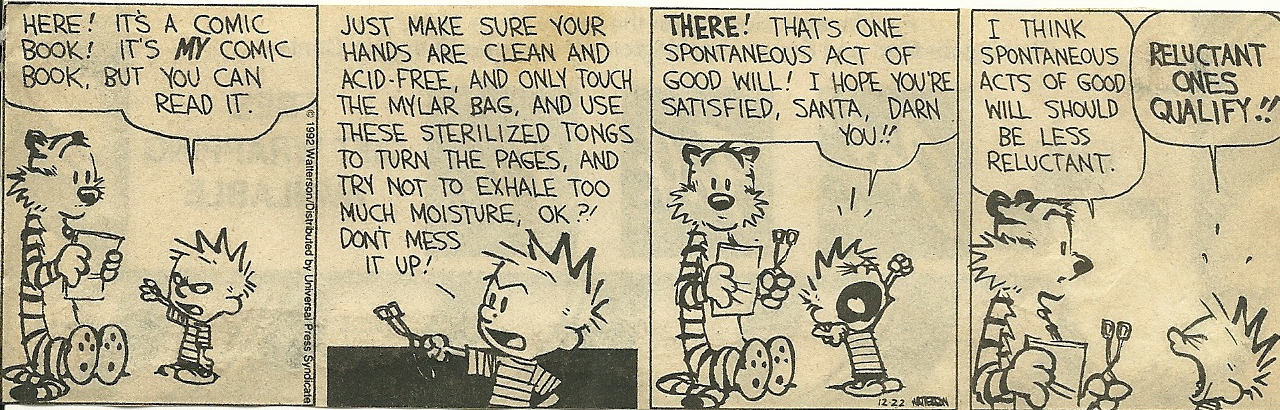 HERE! IT'S A COMIC
BOOK! IT'S MY COMIC
BOOK, BUT YOU CAN
READ IT.
© 1992 Watterson/Distributed by Universal Press Syndicate
JUST MAKE SURE YOUR
HANDS ARE CLEAN AND
ACID-FREE, AND ONLY TOUCH
THE MYLAR BAG, AND USE
THESE STERILIZED TONGS
TO TURN THE PAGES, AND
TRY NOT TO EXHALE TOO
MUCH MOISTURE, OK?!
DON'T MESS
IT UP!
THERE! THAT'S ONE
SPONTANEOUS ACT OF
GOOD WILL! I HOPE YOU'RE
SATISFIED, SANTA, DARN
YOU!!
12-22 WATTERSON
I THINK
SPONTANEOUS
ACTS OF GOOD
WILL SHOULD
BE LESS
RELUCTANT.
RELUCTANT
ONES
QUALIFY!!